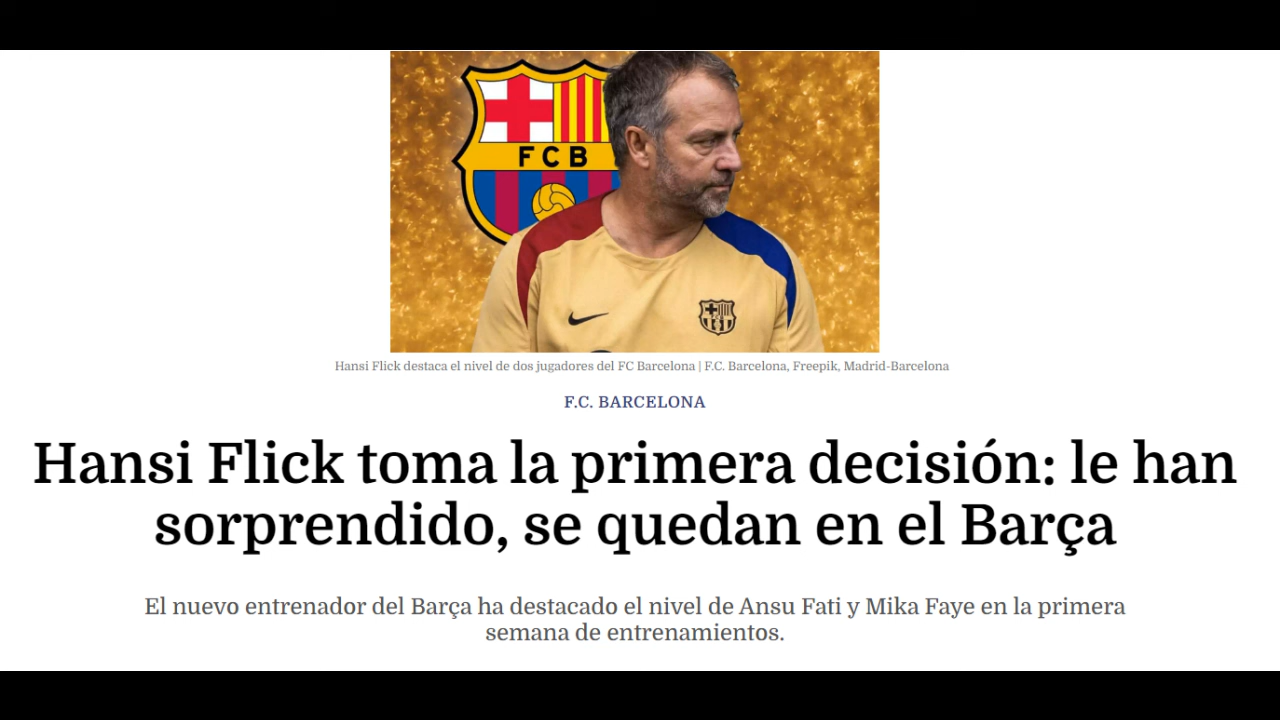 FCB
Hansi Flick destaca el nivel de dos jugadores del FC Barcelona | F.C. Barcelona, Freepik, Madrid-Barcelona
F.C. BARCELONA
Hansi Flick toma la primera decisión: le han
sorprendido, se quedan en el Barça
El nuevo entrenador del Barça ha destacado el nivel de Ansu Fati y Mika Faye en la primera
semana de entrenamientos.